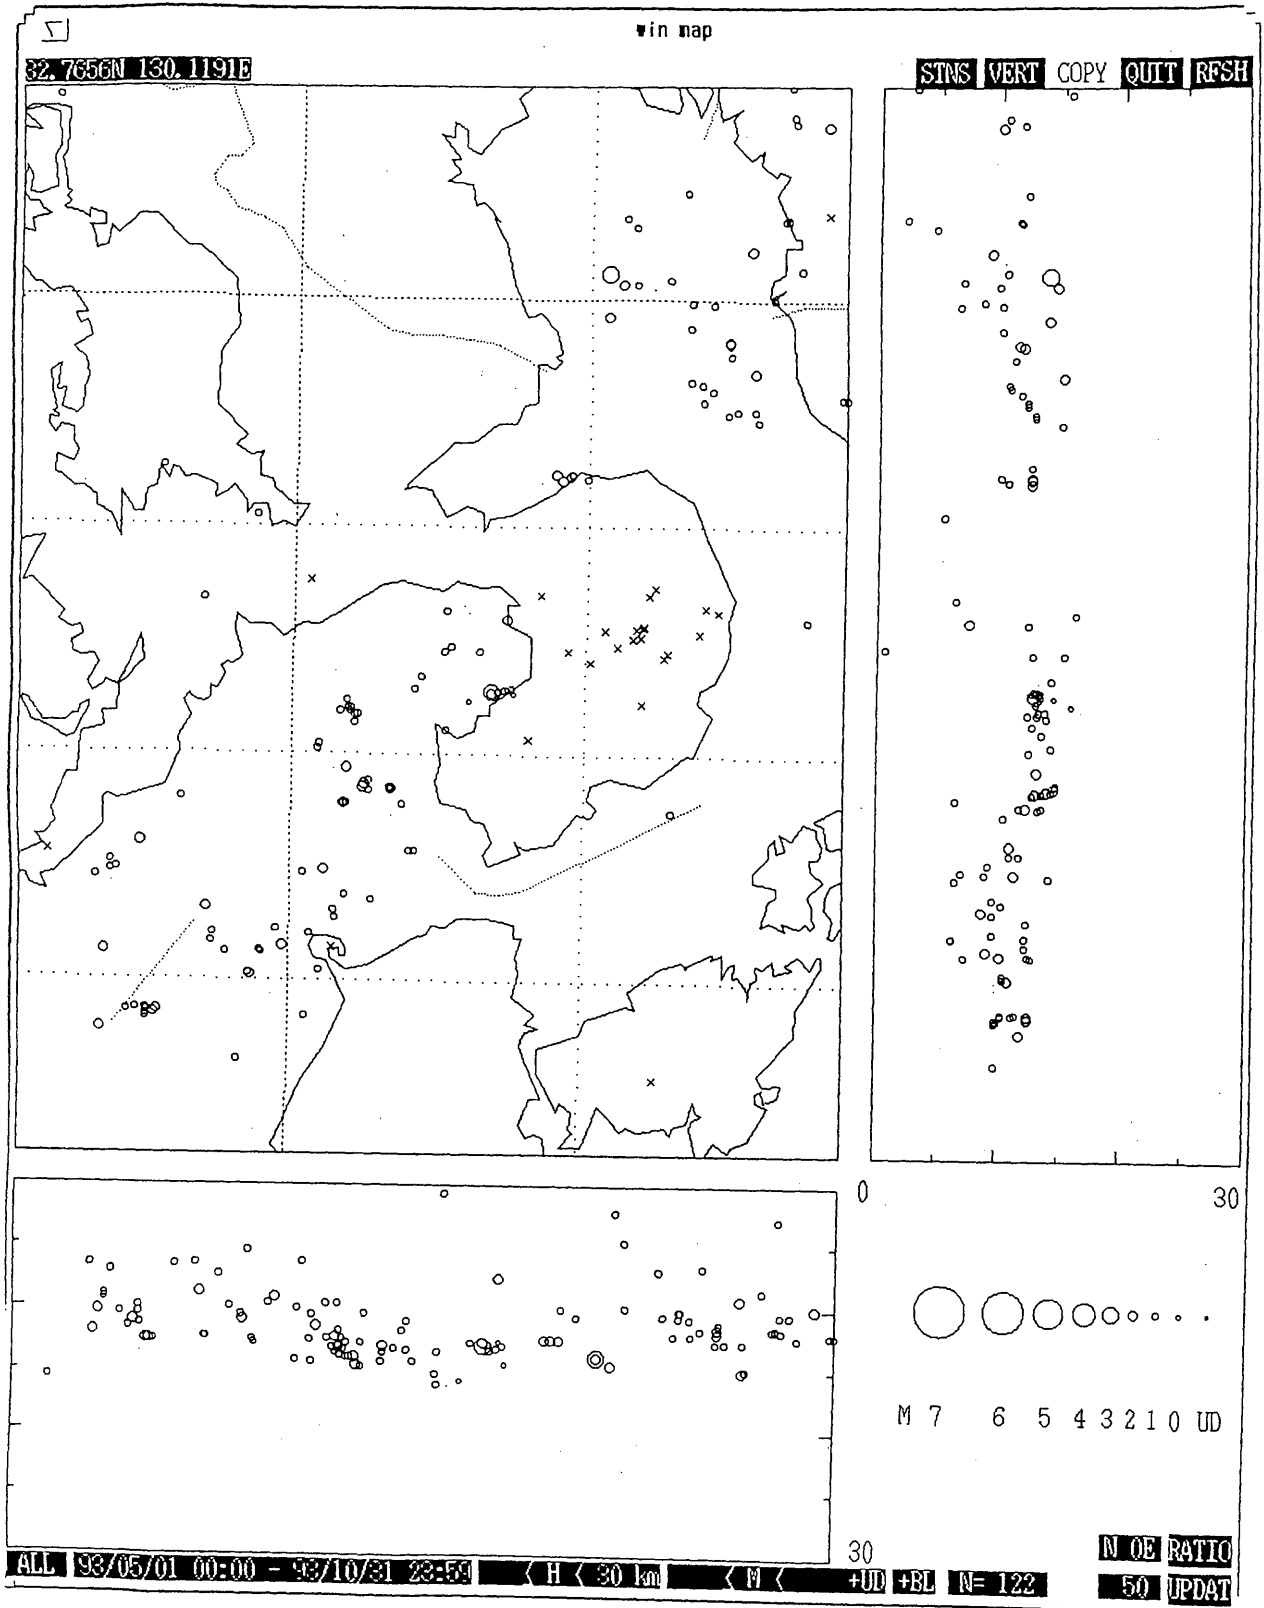 win map
32.7656N 130.1191E STNS VERT COPY QUIT RFSH
0 30
M 7 6 5 4 3 2 1 0 UD
30
N 0E RATIO
ALL 93/05/01 00:00 - 93/10/31 23:59 < H < 30 km < M < +UD +BL N= 122 50 UPDAT